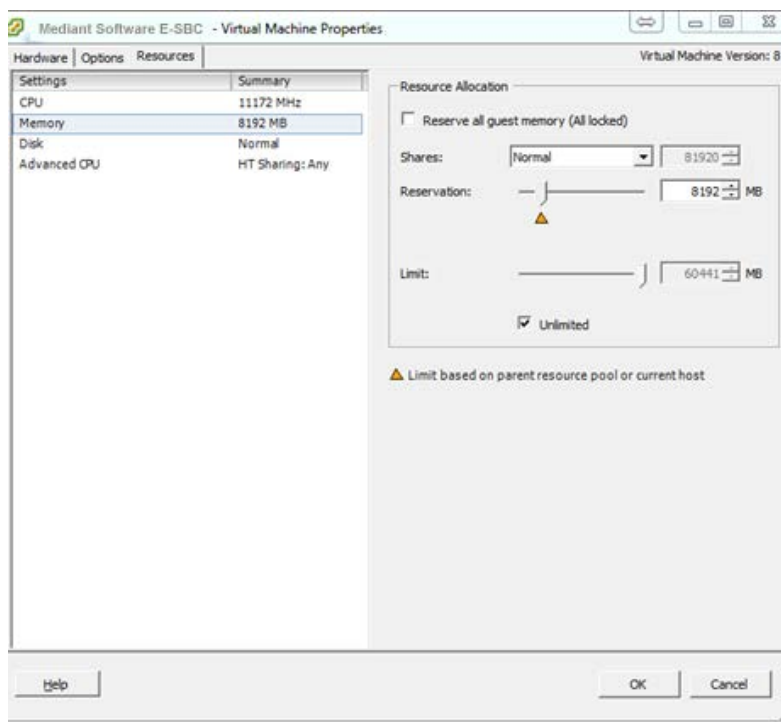 Mediant Software E-SBC - Virtual Machine Properties
Hardware Options Resources
Virtual Machine Version: 8
Settings Summary
CPU 11172 MHz
Memory 8192 MB
Disk Normal
Advanced CPU HT Sharing: Any
Resource Allocation
Reserve all guest memory (All locked)
Shares: Normal 81920
Reservation: 8192 MB
Limit: 60441 MB
Unlimited
Limit based on parent resource pool or current host
Help OK Cancel